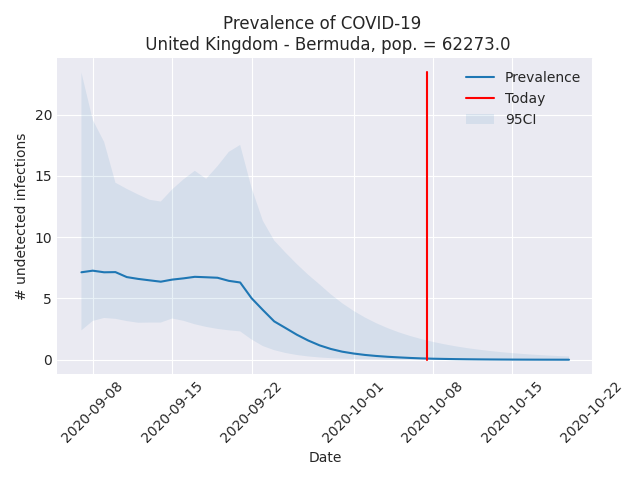 Prevalence of COVID-19
United Kingdom - Bermuda, pop. = 62273.0
Prevalence
Today
95CI
# undetected infections
20
15
10
5
0
2020-09-08
2020-09-15
2020-09-22
2020-10-01
2020-10-08
2020-10-15
2020-10-22
Date